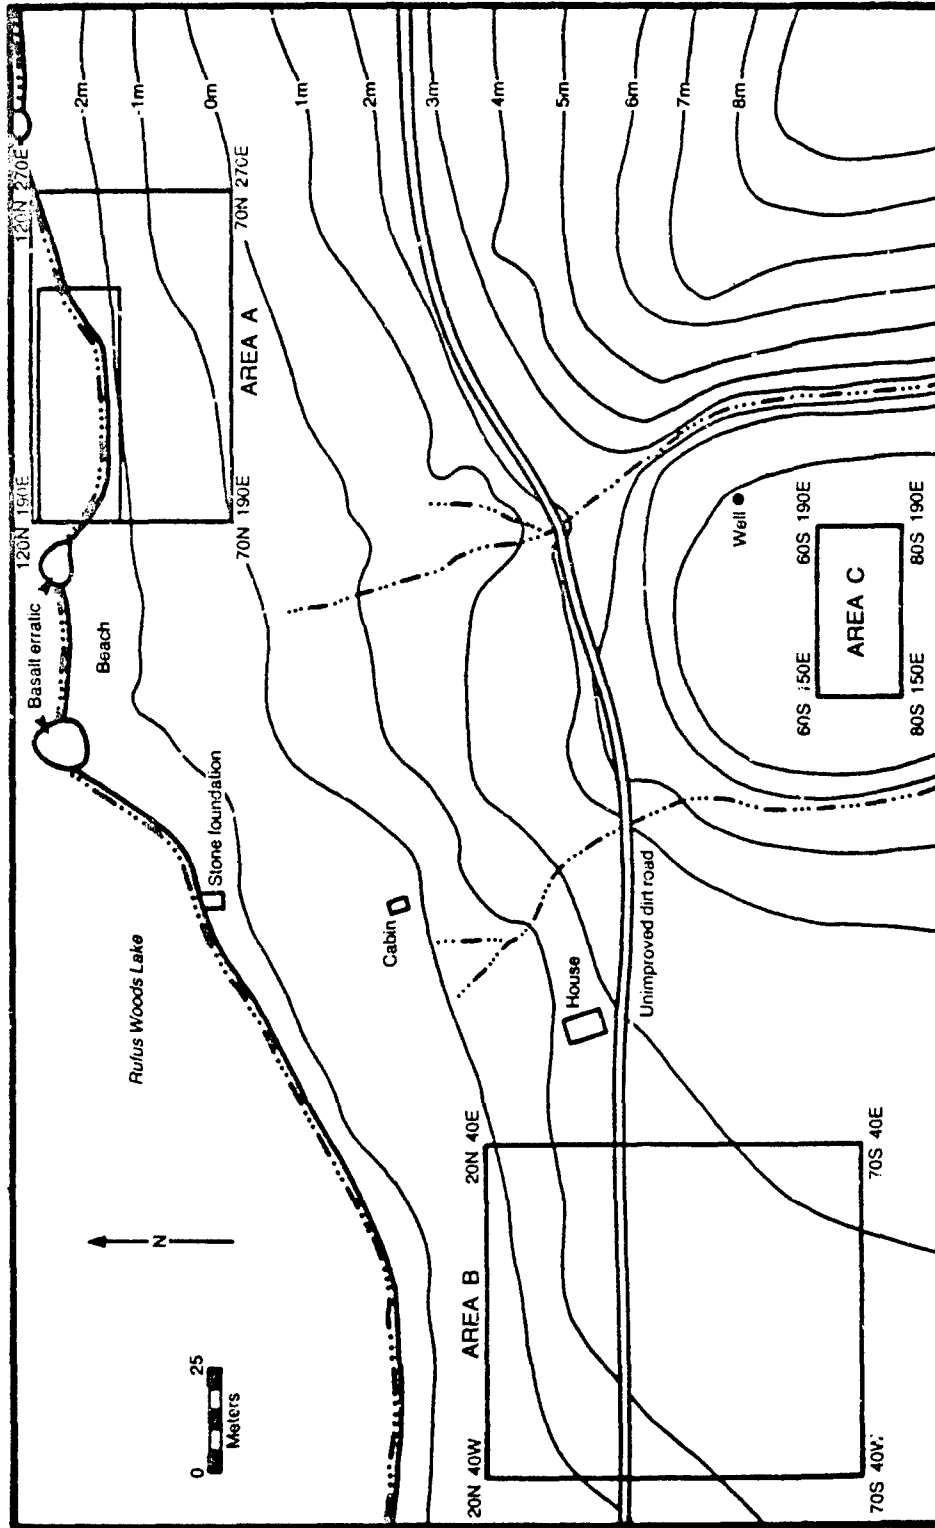 120N 190E
120N 270E
Basalt erratic
Beach
-2m
-1m
0m
1m
2m
3m
4m
5m
6m
7m
8m
70N 190E
AREA A
70N 270E
Rufus Woods Lake
Stone foundation
N
0 25
Meters
Cabin
House
Unimproved dirt road
AREA B
20N 40W
20N 40E
70S 40W
70S 40E
Well
60S 150E
60S 190E
AREA C
80S 150E
80S 190E